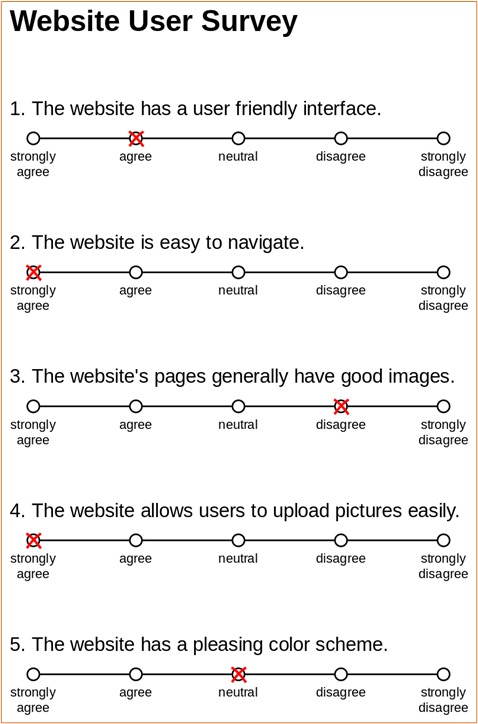 Website User Survey
1. The website has a user friendly interface.
strongly agree neutral disagree strongly
agree disagree
2. The website is easy to navigate.
strongly agree neutral disagree strongly
agree disagree
3. The website's pages generally have good images.
strongly agree neutral disagree strongly
agree disagree
4. The website allows users to upload pictures easily.
strongly agree neutral disagree strongly
agree disagree
5. The website has a pleasing color scheme.
strongly agree neutral disagree strongly
agree disagree